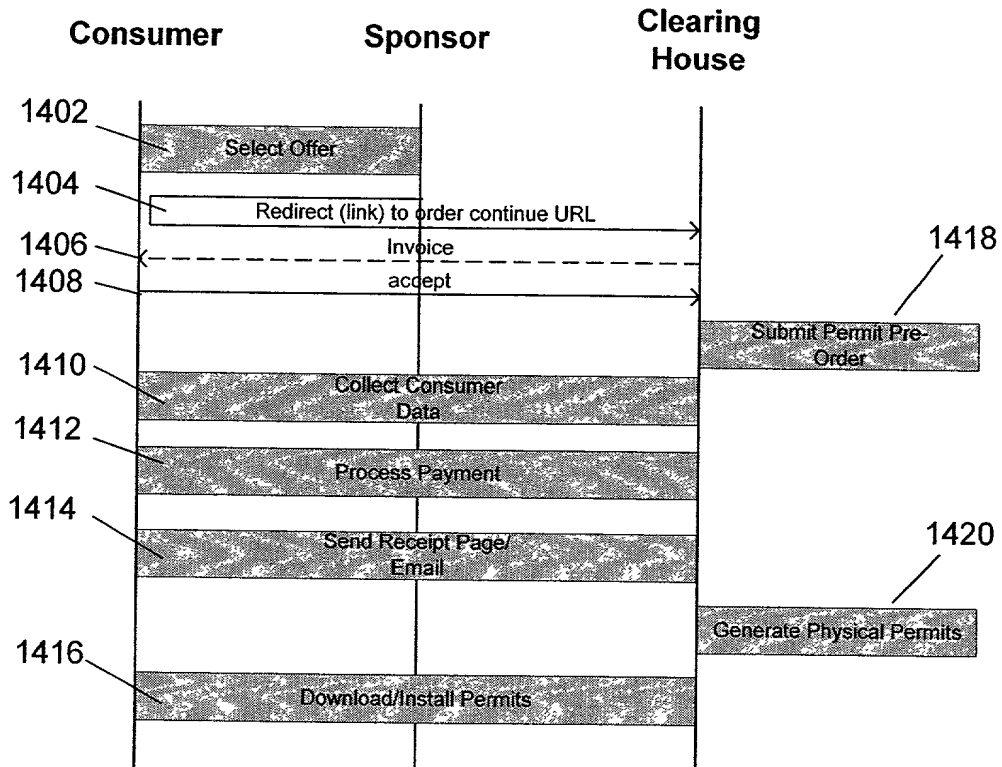 Consumer
Sponsor
Clearing
House
1402
Select Offer
1404
Redirect (link) to order continue URL
1406
Invoice
1408
accept
1418
Submit Permit Pre-
Order
1410
Collect Consumer
Data
1412
Process Payment
1414
Send Receipt Page/
Email
1420
Generate Physical Permits
1416
Download/Install Permits